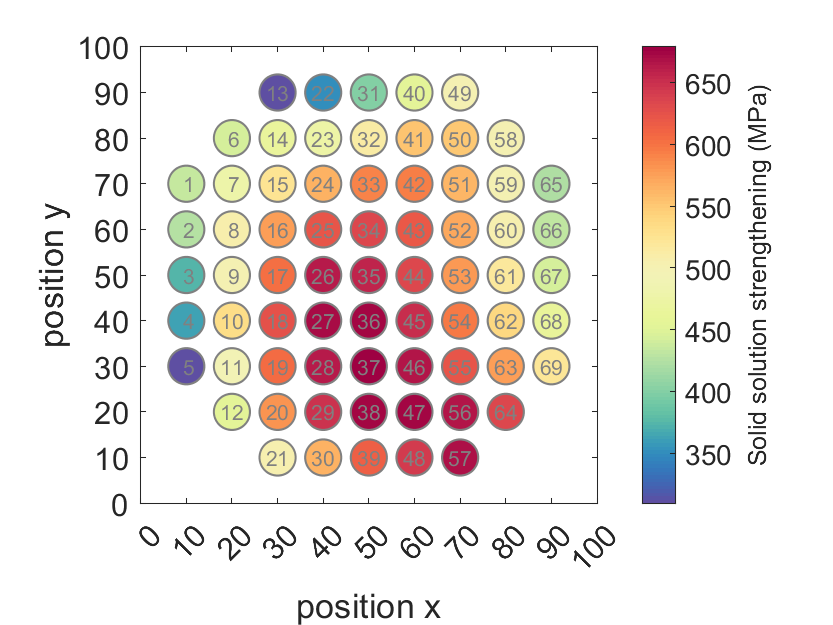 100
90
80
70
60
50
40
30
20
10
0
13 22 31 40 49
6 14 23 32 41 50 58
1 7 15 24 33 42 51 59 65
2 8 16 25 34 43 52 60 66
3 9 17 26 35 44 53 61 67
4 10 18 27 36 45 54 62 68
5 11 19 28 37 46 55 63 69
12 20 29 38 47 56 64
21 30 39 48 57
0 10 20 30 40 50 60 70 80 90 100
position x
position y
650
600
550
500
450
400
350
Solid solution strengthening (MPa)